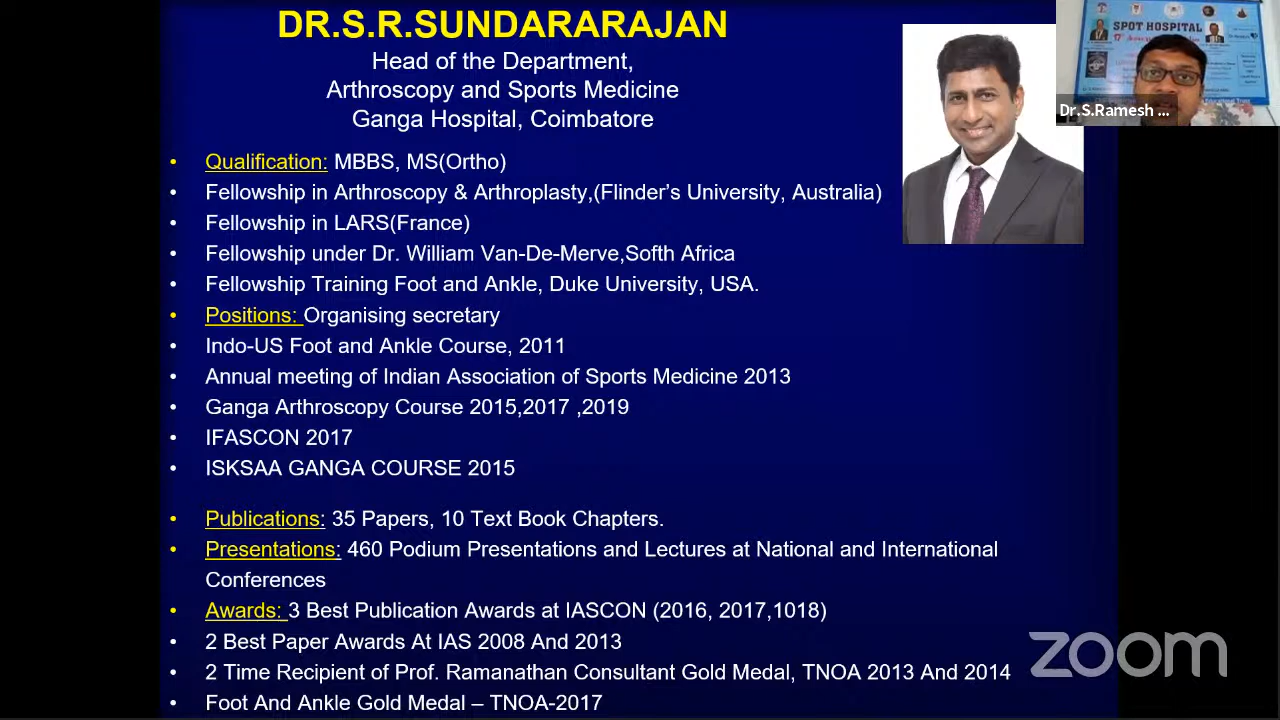 DR.S.R.SUNDARARAJAN
Head of the Department,
Arthroscopy and Sports Medicine
Ganga Hospital, Coimbatore
SPOT HOSPITAL
Dr.S.Ramesh ...
• Qualification: MBBS, MS(Ortho)
• Fellowship in Arthroscopy & Arthroplasty,(Flinder's University, Australia)
• Fellowship in LARS(France)
• Fellowship under Dr. William Van-De-Merve,Softh Africa
• Fellowship Training Foot and Ankle, Duke University, USA.
• Positions: Organising secretary
• Indo-US Foot and Ankle Course, 2011
• Annual meeting of Indian Association of Sports Medicine 2013
• Ganga Arthroscopy Course 2015,2017 ,2019
• IFASCON 2017
• ISKSAA GANGA COURSE 2015
• Publications: 35 Papers, 10 Text Book Chapters.
• Presentations: 460 Podium Presentations and Lectures at National and International
Conferences
• Awards: 3 Best Publication Awards at IASCON (2016, 2017,1018)
• 2 Best Paper Awards At IAS 2008 And 2013
• 2 Time Recipient of Prof. Ramanathan Consultant Gold Medal, TNOA 2013 And 2014
• Foot And Ankle Gold Medal – TNOA-2017
zoom